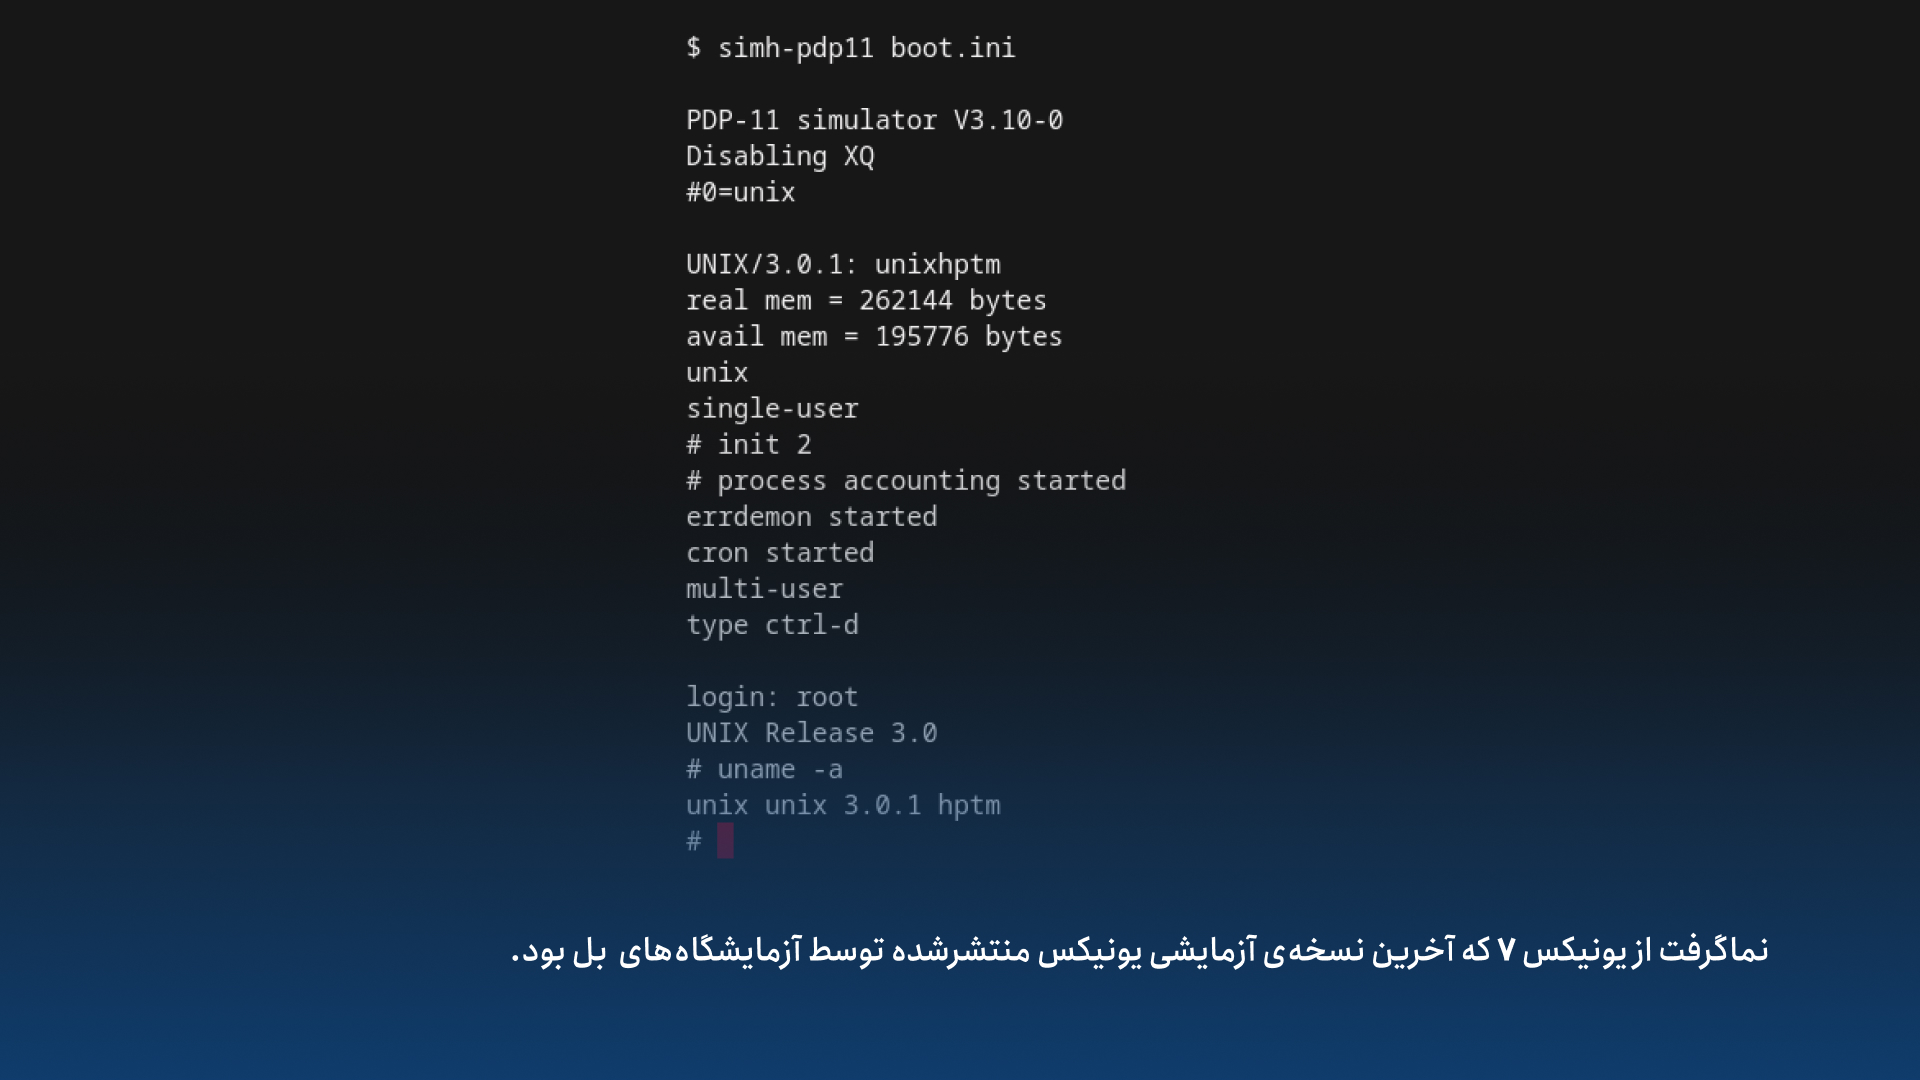 $ simh-pdp11 boot.ini
PDP-11 simulator V3.10-0
Disabling XQ
#0=unix
UNIX/3.0.1: unixhptm
real mem = 262144 bytes
avail mem = 195776 bytes
unix
single-user
# init 2
# process accounting started
errdemon started
cron started
multi-user
type ctrl-d
login: root
UNIX Release 3.0
# uname -a
unix unix 3.0.1 hptm
#
نماگرفت از یونیکس ۷ که آخرین نسخه‌ی آزمایشی یونیکس منتشرشده توسط آزمایشگاه‌های بل بود.